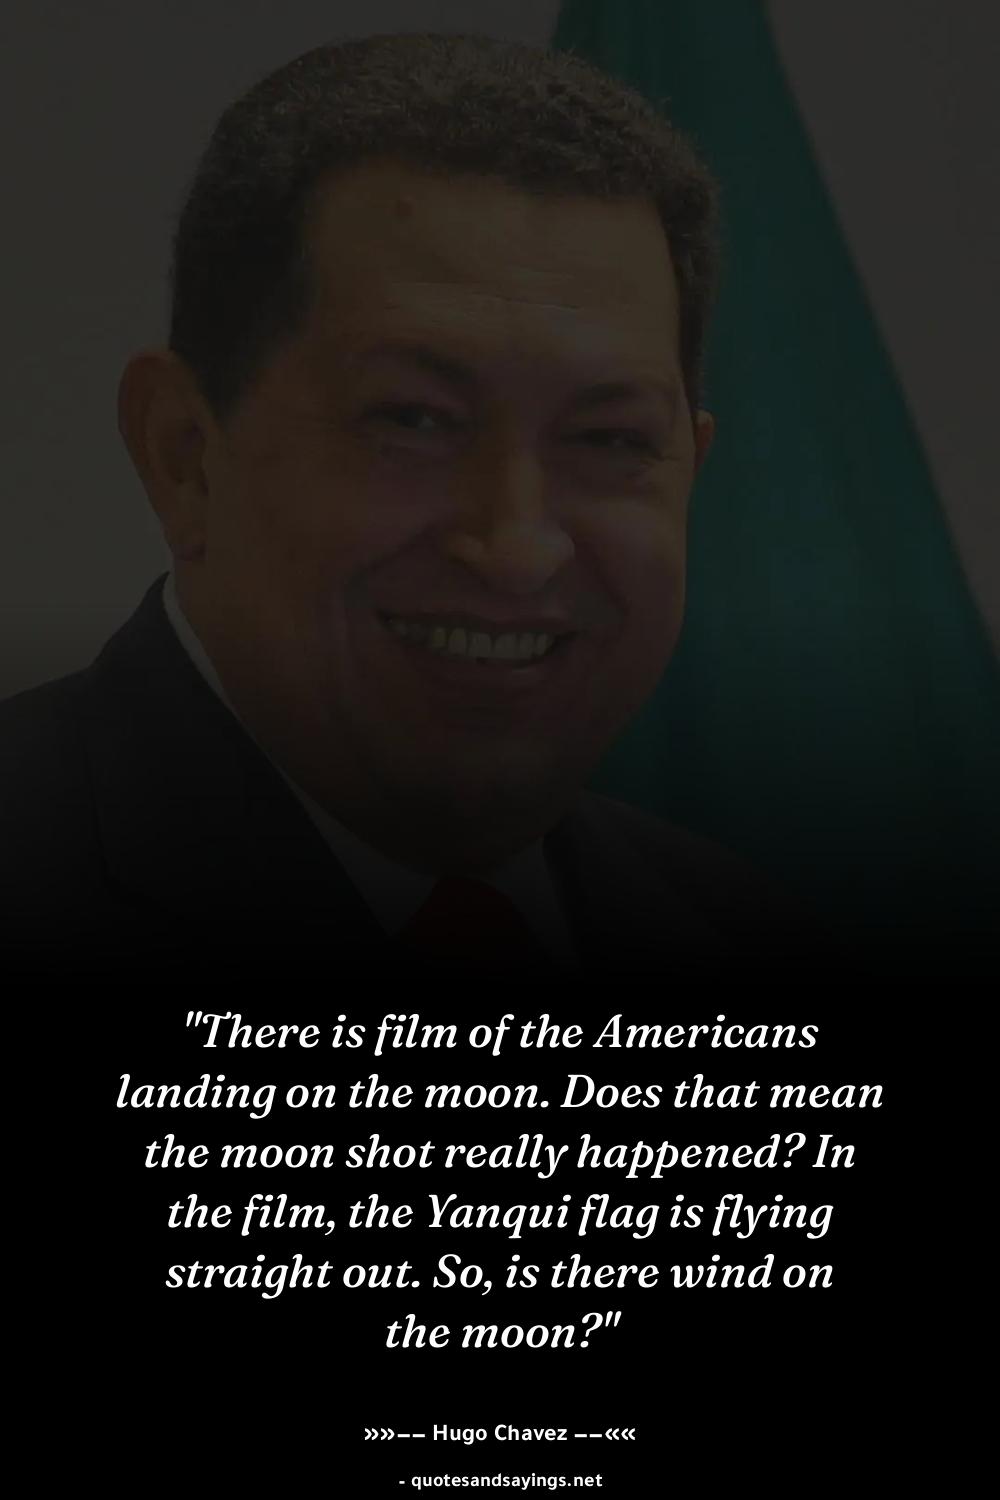 "There is film of the Americans
landing on the moon. Does that mean
the moon shot really happened? In
the film, the Yanqui flag is flying
straight out. So, is there wind on
the moon?"
»»–– Hugo Chavez ––««
- quotesandsayings.net